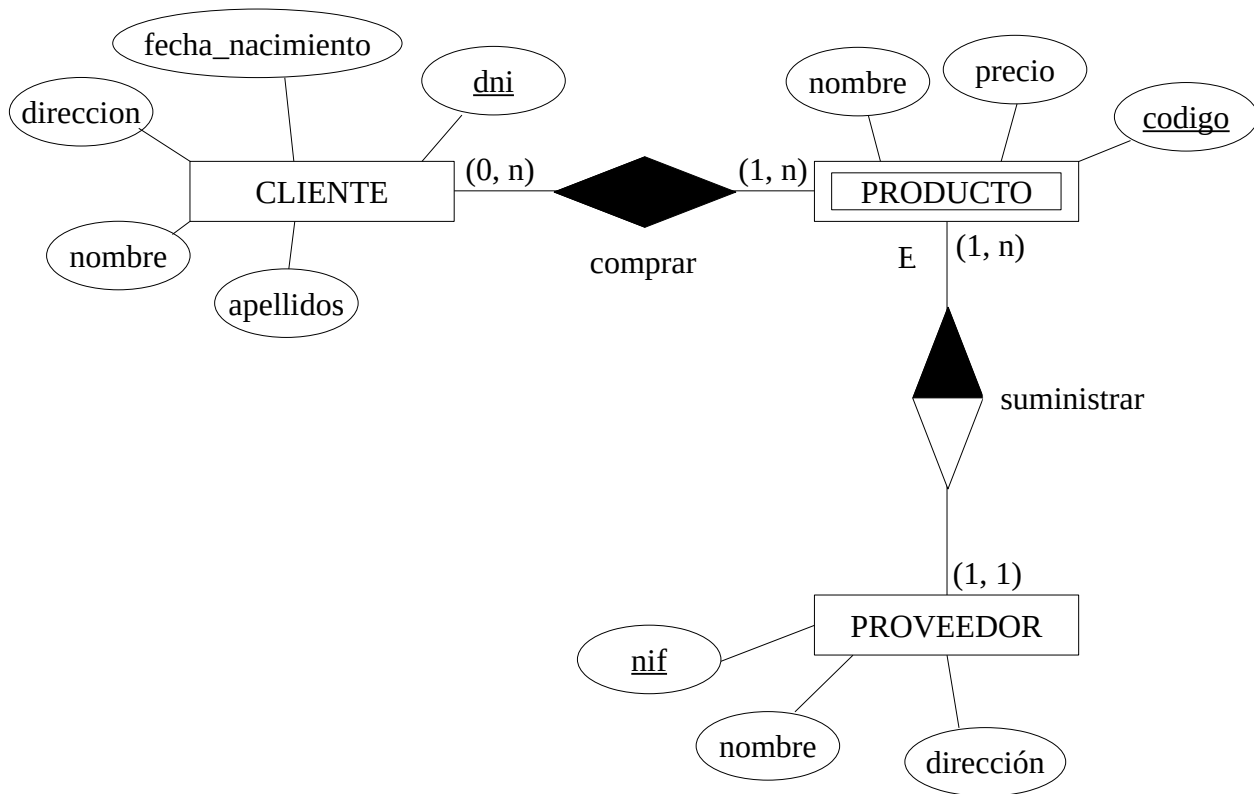 fecha_nacimiento
dni
direccion
nombre
precio
codigo
CLIENTE
(0, n)
(1, n)
PRODUCTO
nombre
apellidos
comprar
E
(1, n)
suministrar
(1, 1)
PROVEEDOR
nif
nombre
dirección